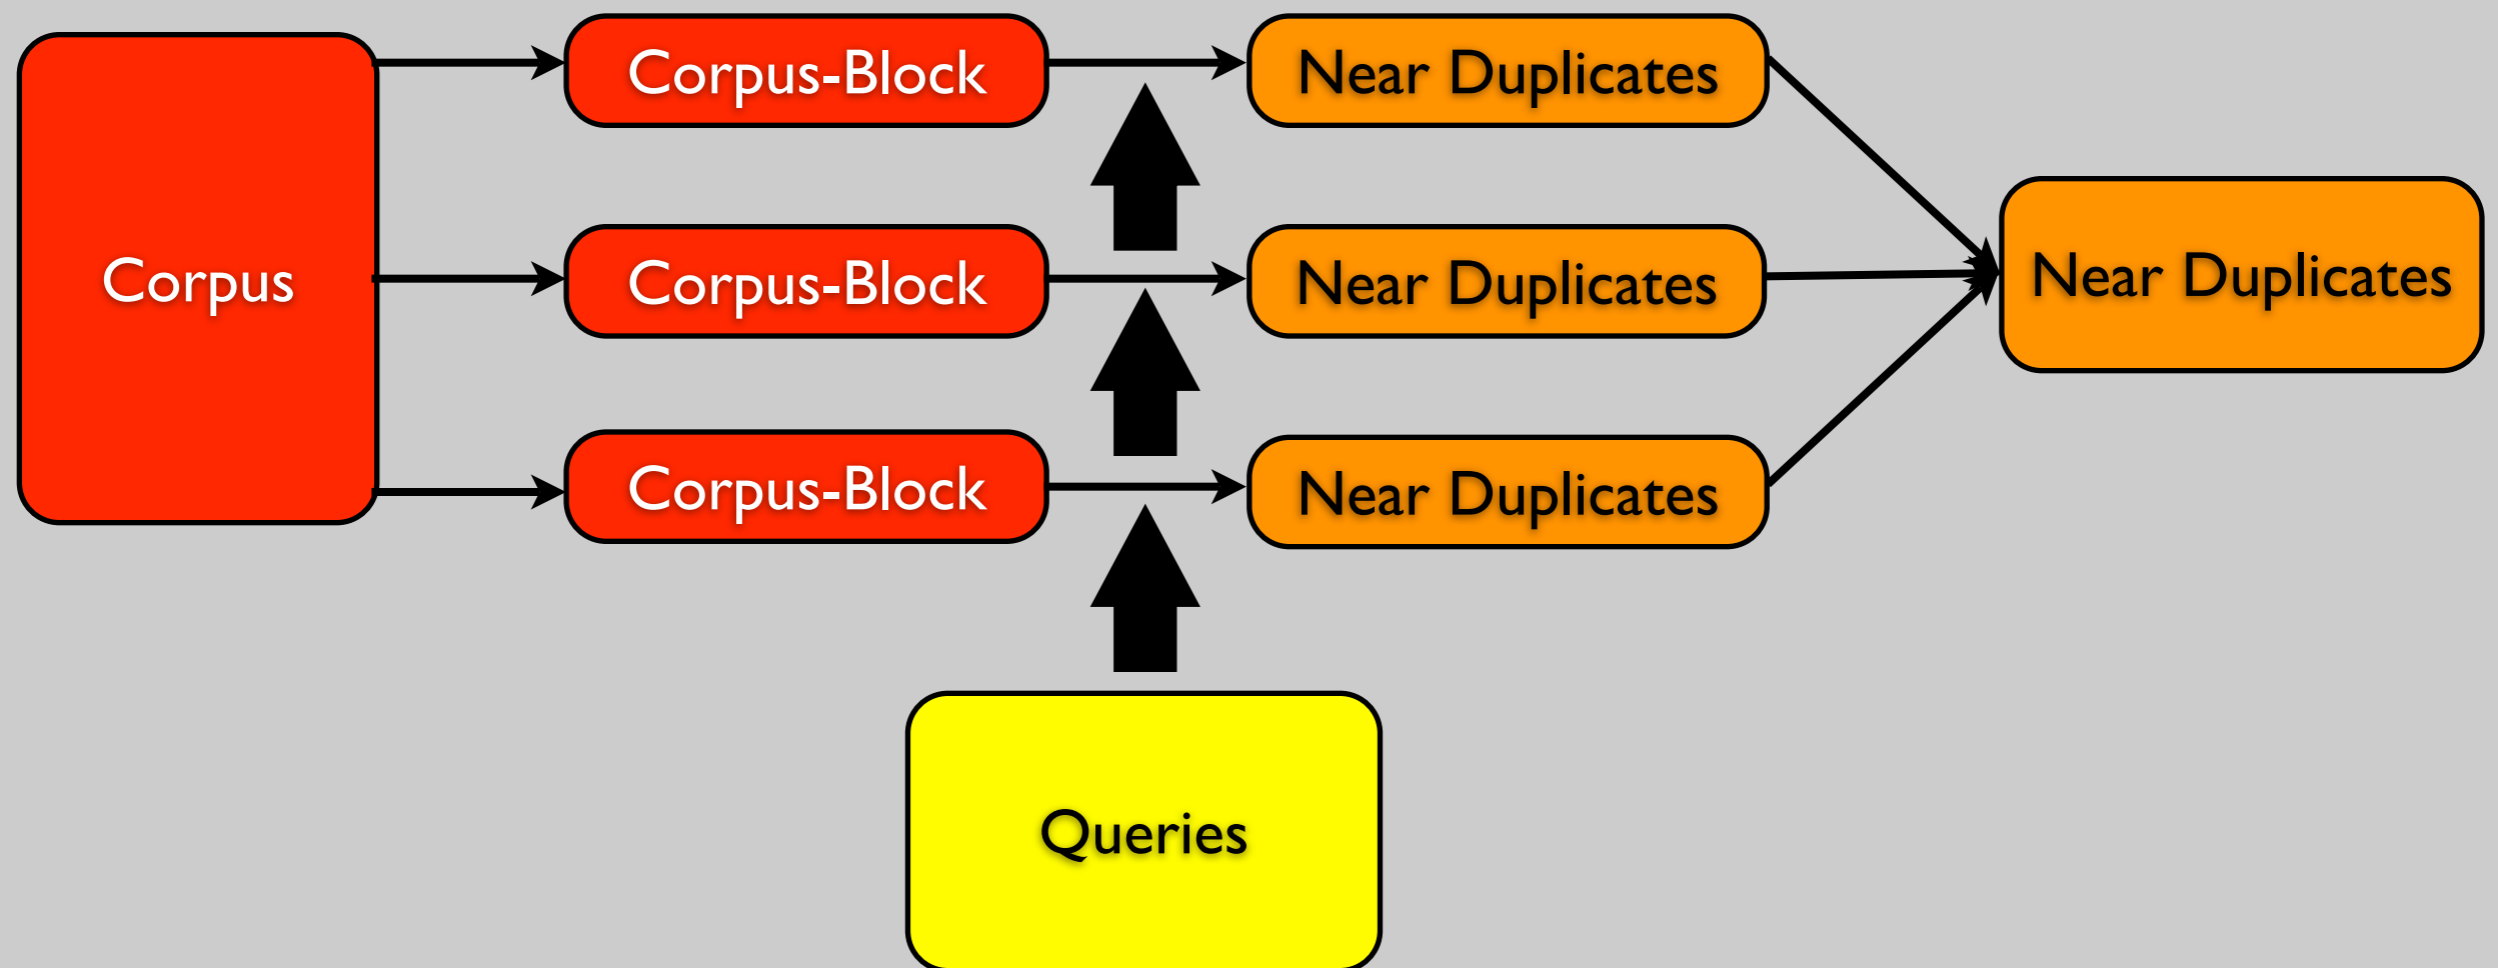 Corpus
Corpus-Block
Near Duplicates
Corpus-Block
Near Duplicates
Corpus-Block
Near Duplicates
Near Duplicates
Queries